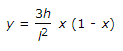 y = 3h/l² x (1 - x)